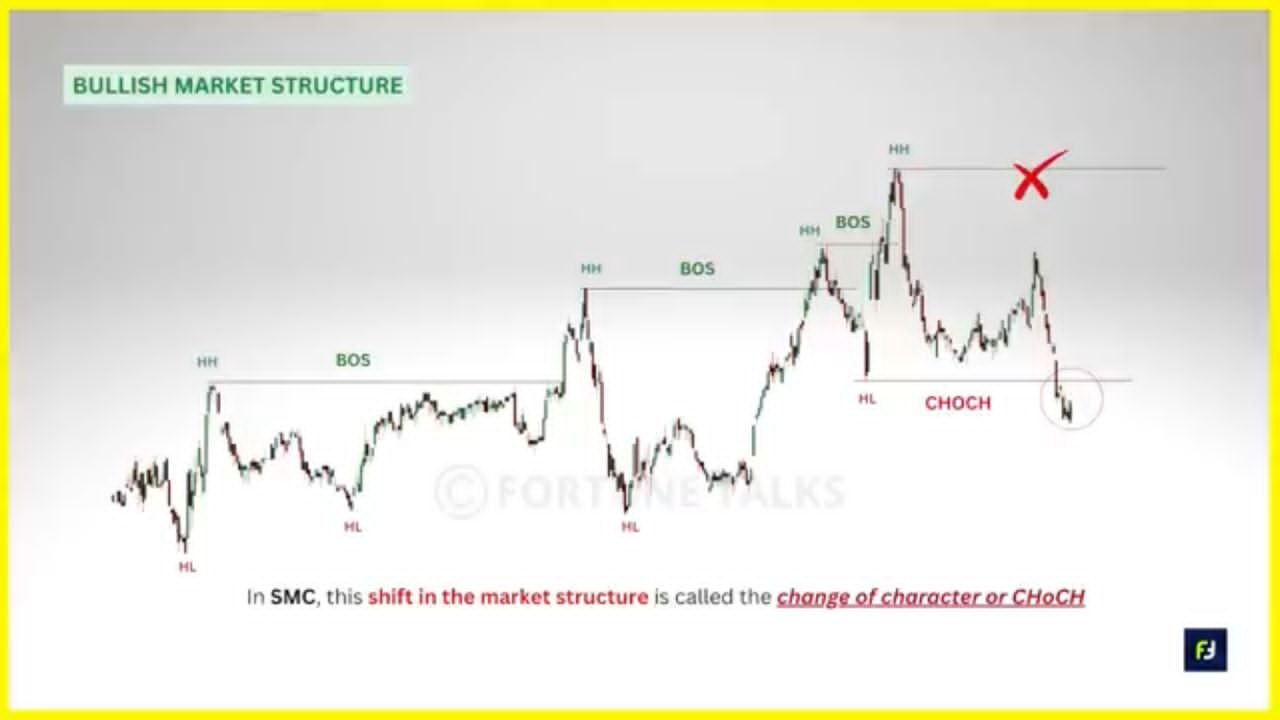 BULLISH MARKET STRUCTURE
HH
HH BOS
HH BOS
HH BOS
HL CHOCH
© FORTUNE TALKS
HL
HL
HL
In SMC, this shift in the market structure is called the change of character or CHoCH